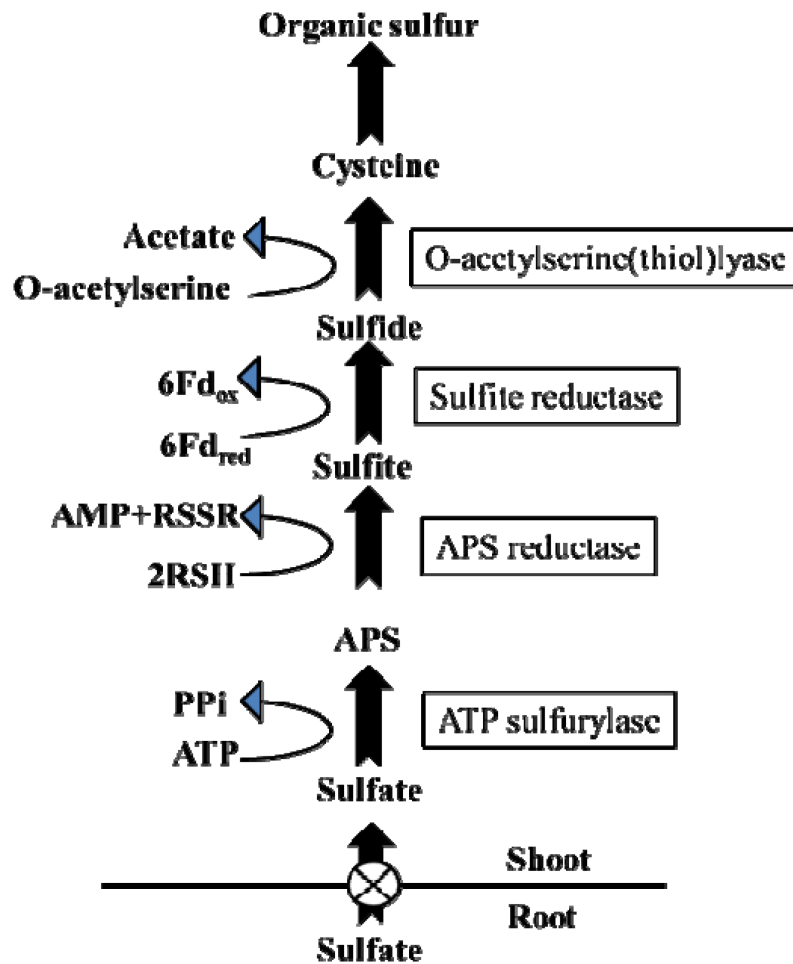 Organic sulfur
Cysteine
Acetate
O-acetylserine
O-acetylserine(thiol)lyase
Sulfide
6Fdox
6Fdred
Sulfite reductase
Sulfite
AMP+RSSR
2RSH
APS reductase
APS
PPi
ATP
ATP sulfurylase
Sulfate
Shoot
Root
Sulfate